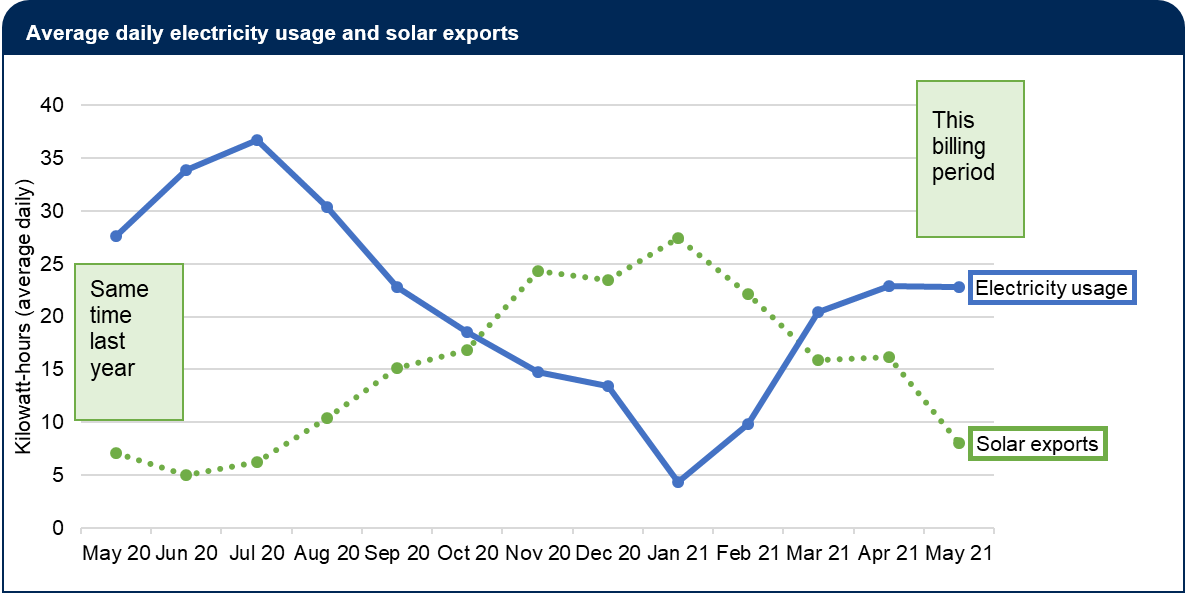 Average daily electricity usage and solar exports
Kilowatt-hours (average daily)
40
35
30
25
20
15
10
5
0
Same
time
last
year
This
billing
period
Electricity usage
Solar exports
May 20 Jun 20 Jul 20 Aug 20 Sep 20 Oct 20 Nov 20 Dec 20 Jan 21 Feb 21 Mar 21 Apr 21 May 21